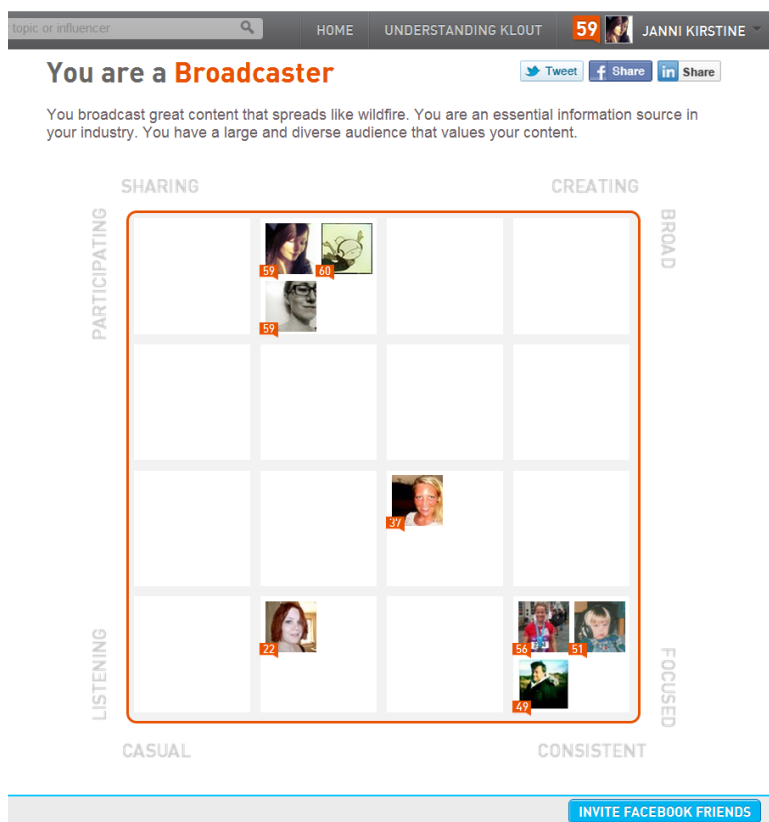 topic or influencer
HOME
UNDERSTANDING KLOUT
59
JANNI KIRSTINE
You are a Broadcaster
Tweet
Share
in Share
You broadcast great content that spreads like wildfire. You are an essential information source in
your industry. You have a large and diverse audience that values your content.
SHARING
CREATING
PARTICIPATING
BROAD
59
60
59
37
22
56
51
49
LISTENING
FOCUSED
CASUAL
CONSISTENT
INVITE FACEBOOK FRIENDS